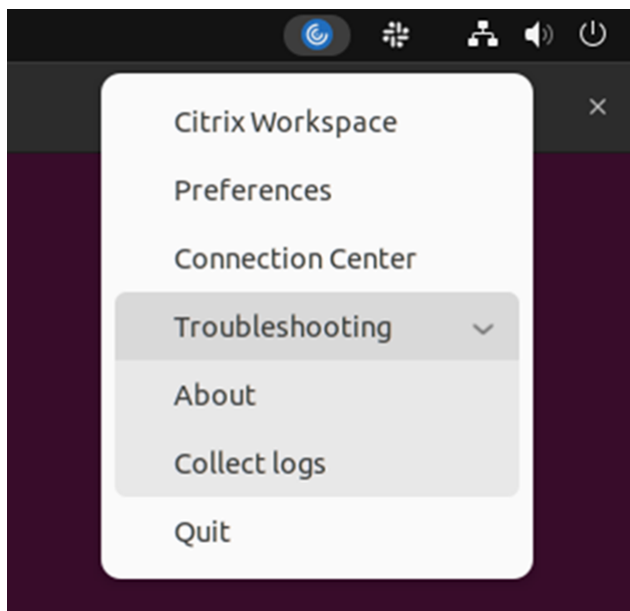 Citrix Workspace
Preferences
Connection Center
Troubleshooting
About
Collect logs
Quit